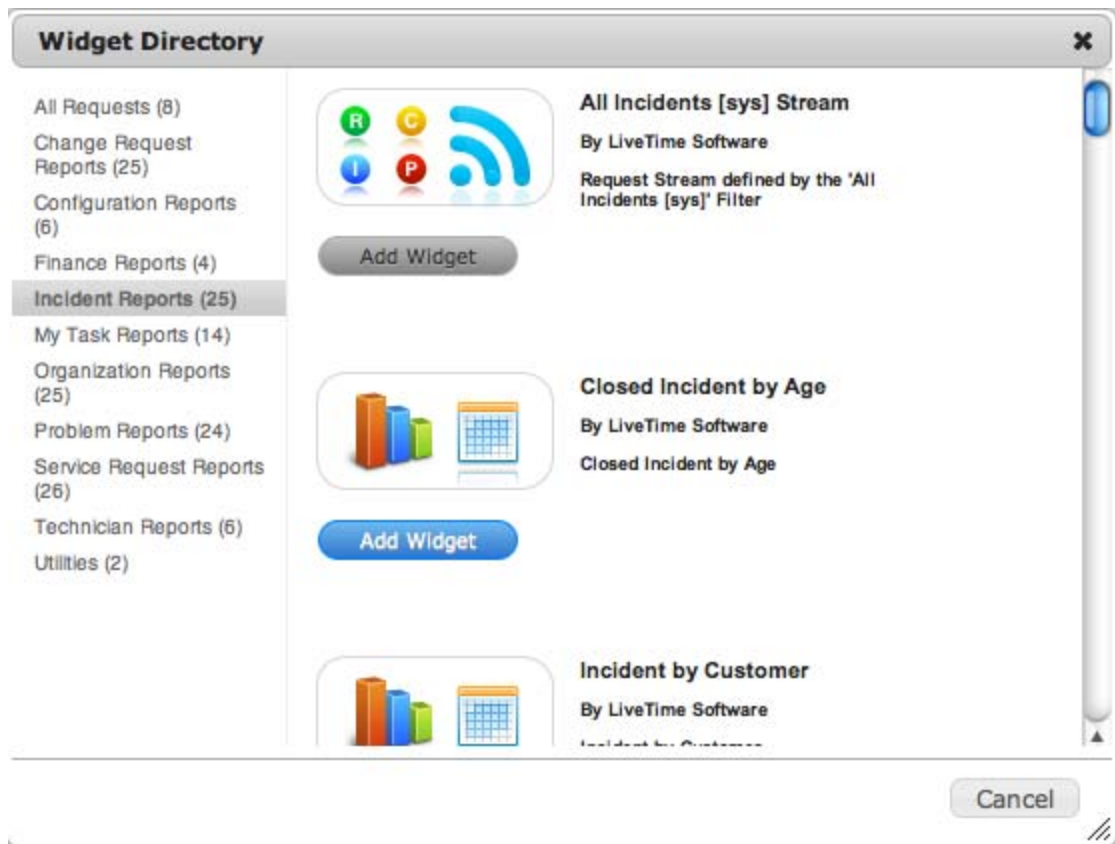 Widget Directory
All Requests (8)
Change Request
Reports (25)
Configuration Reports
(6)
Finance Reports (4)
Incident Reports (25)
My Task Reports (14)
Organization Reports
(25)
Problem Reports (24)
Service Request Reports
(26)
Technician Reports (6)
Utilities (2)
R C
I P
All Incidents [sys] Stream
By LiveTime Software
Request Stream defined by the 'All
Incidents [sys]' Filter
Add Widget
Closed Incident by Age
By LiveTime Software
Closed Incident by Age
Add Widget
Incident by Customer
By LiveTime Software
Incident by Customer
Cancel